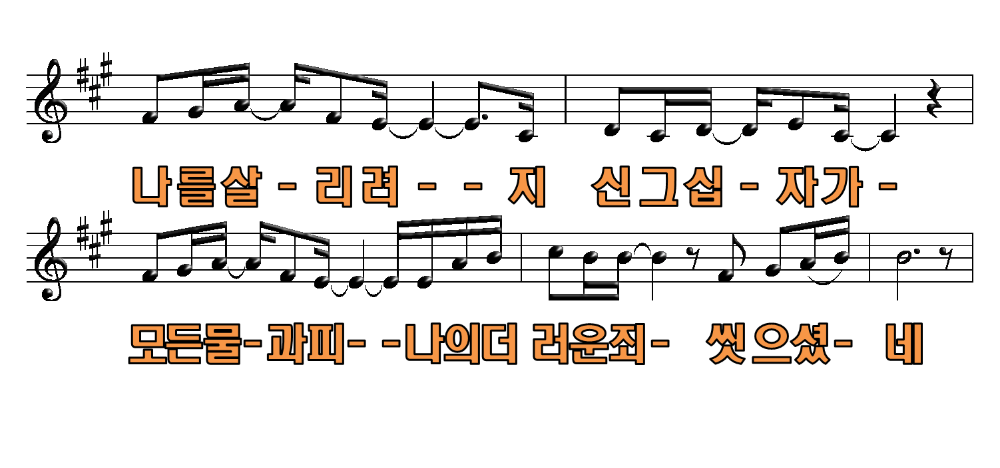 나를살 - 리려 - - 지 신그십 - 자가 -
모든물 - 과피 - - 나의더 러운죄 - 씻으셨 - 네